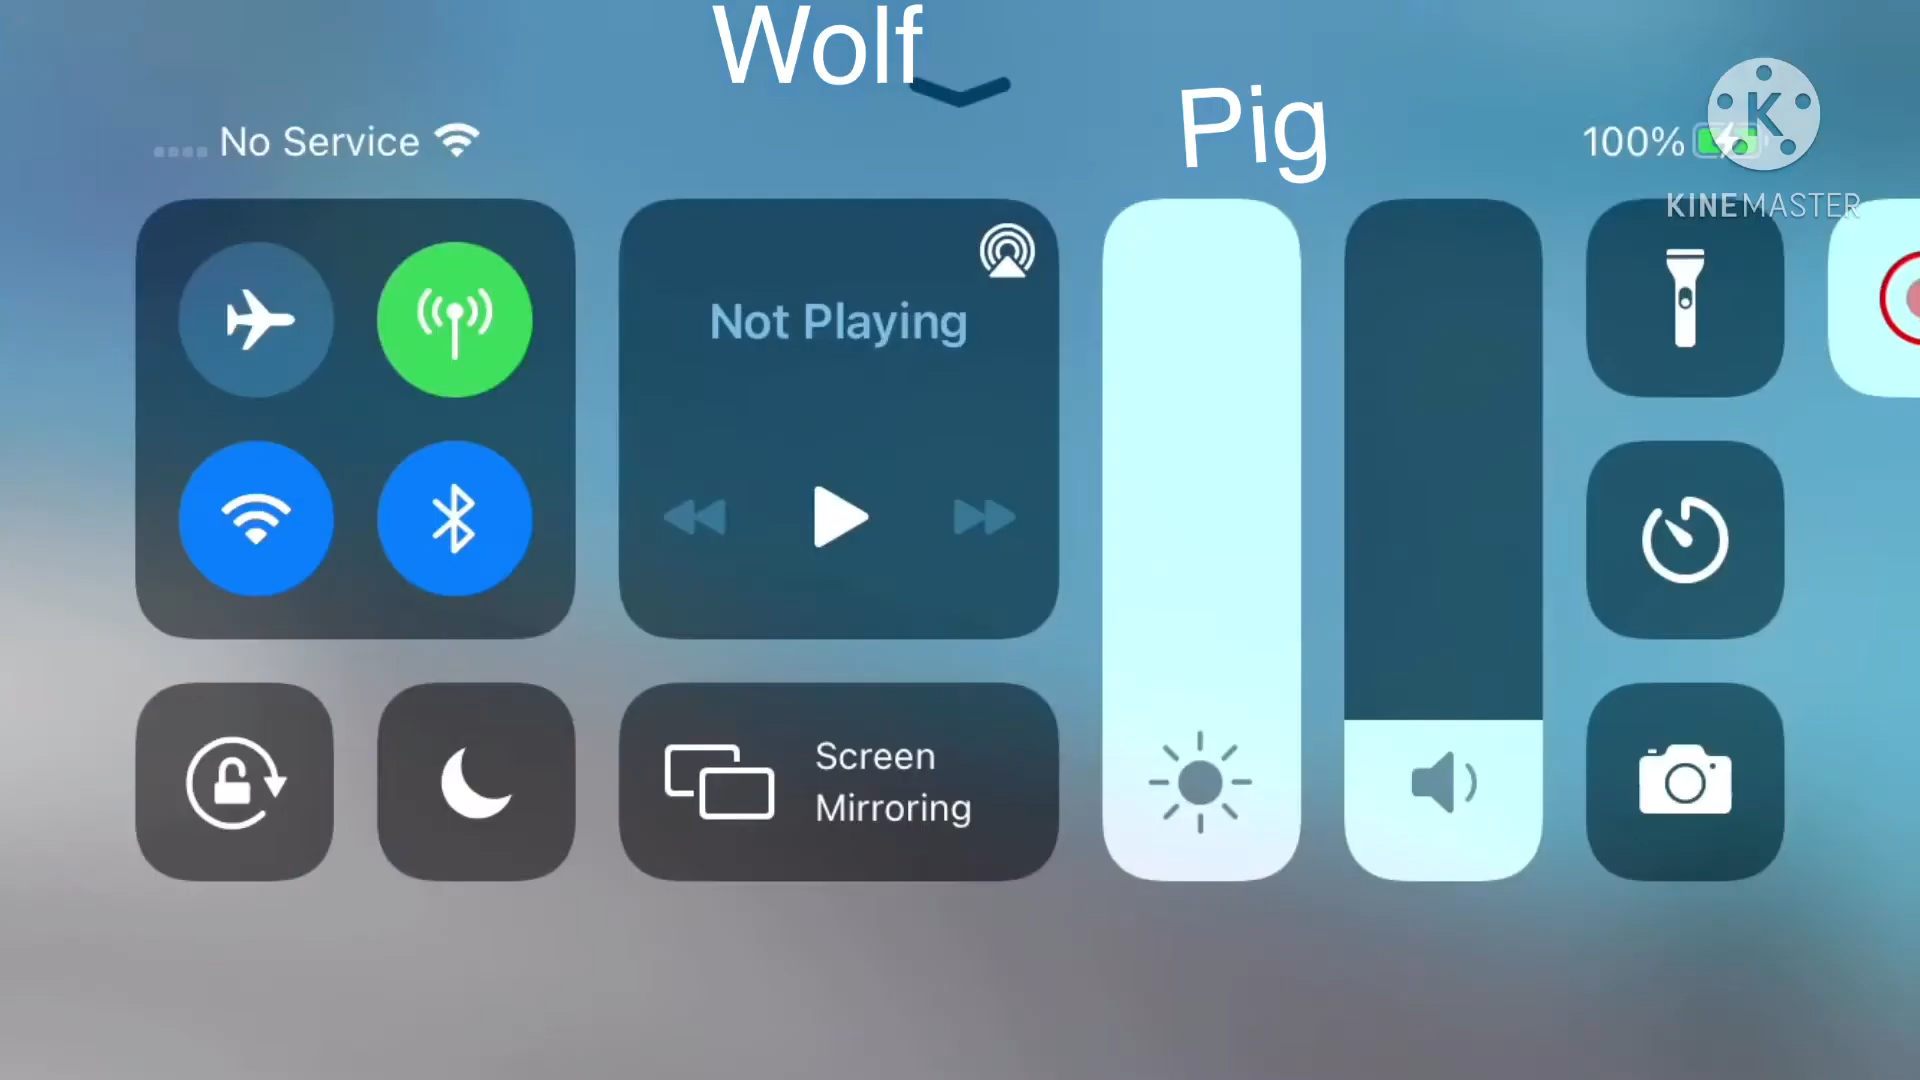 Wolf
Pig
No Service
100%
K
KINEMASTER
Not Playing
Screen
Mirroring